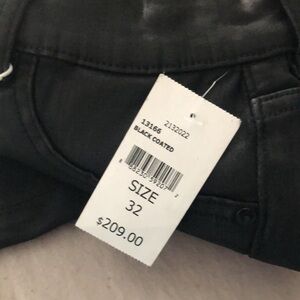 13166 2132022
BLACK COATED
SIZE
32
$209.00